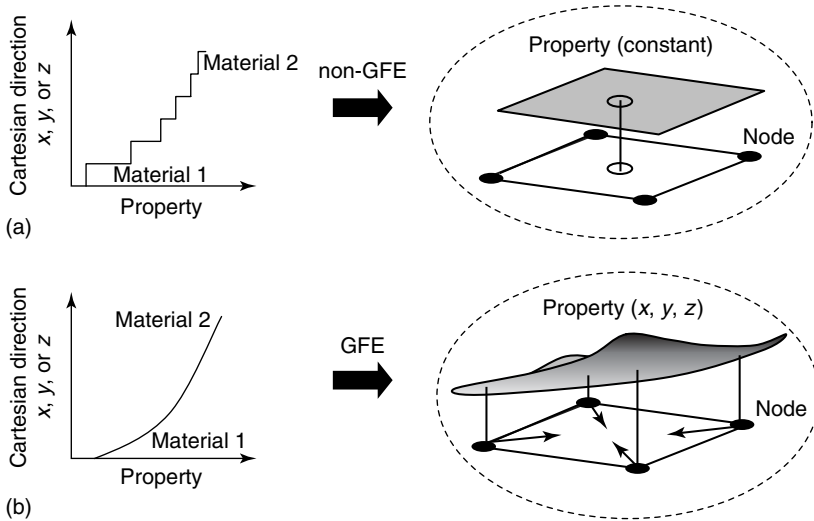 Cartesian direction
x, y, or z
Material 2
Material 1
Property
(a)
non-GFE
Property (constant)
Node
Cartesian direction
x, y, or z
Material 2
Material 1
Property
(b)
GFE
Property (x, y, z)
Node